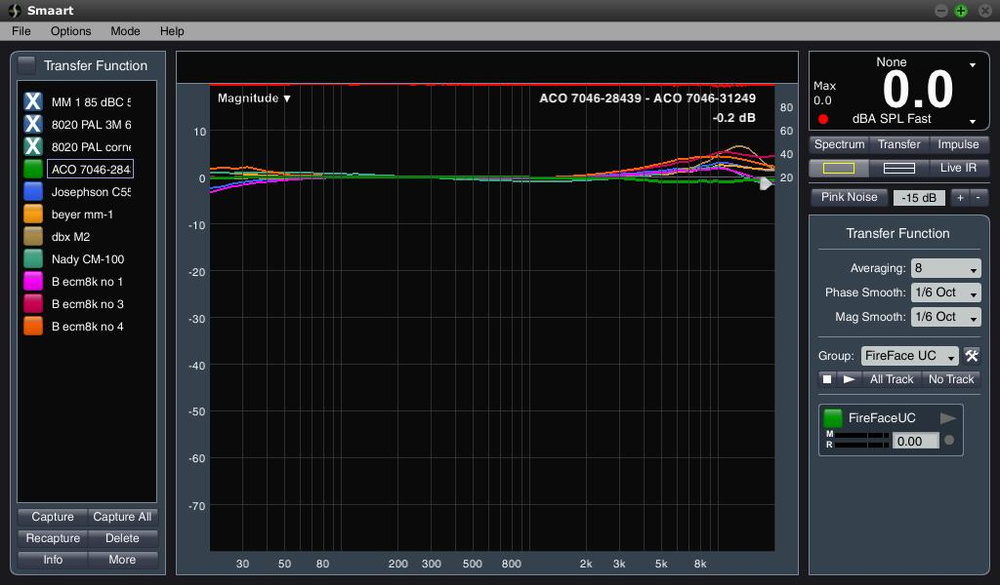 Smaart
File Options Mode Help
Transfer Function
MM 1 85 dBC
8020 PAL 3M 6
8020 PAL corne
ACO 7046-284
Josephson C55
beyer mm-1
dbx M2
Nady CM-100
B ecm8k no 1
B ecm8k no 3
B ecm8k no 4
Capture Capture All
Recapture Delete
Info More
Magnitude ▼
ACO 7046-28439 - ACO 7046-31249
-0.2 dB
10
0
-10
-20
-30
-40
-50
-60
-70
80
60
40
20
30 50 80 200 300 500 800 2k 3k 5k 8k
None
Max
0.0
0.0
dBA SPL Fast
Spectrum Transfer Impulse
Live IR
Pink Noise -15 dB + -
Transfer Function
Averaging: 8
Phase Smooth: 1/6 Oct
Mag Smooth: 1/6 Oct
Group: FireFace UC
All Track No Track
FireFaceUC
M
R
0.00